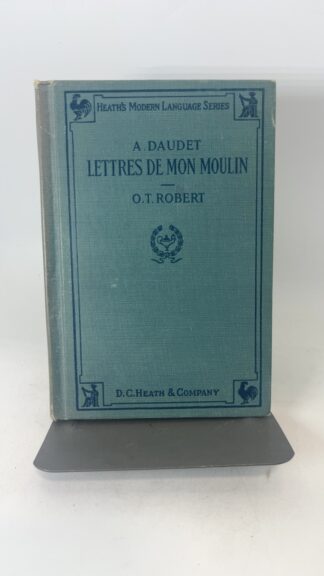 HEATH'S MODERN LANGUAGE SERIES
A. DAUDET
LETTRES DE MON MOULIN
O.T. ROBERT
D.C. HEATH & COMPANY